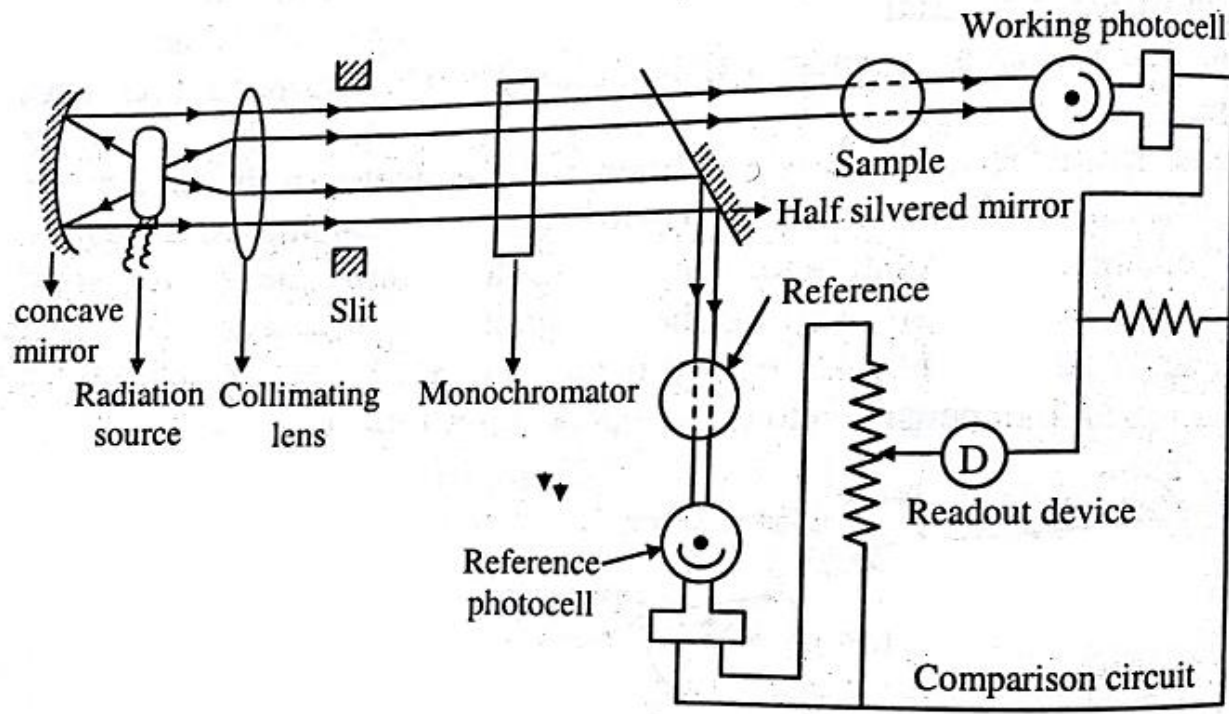 Working photocell
Sample
Half silvered mirror
concave
mirror
Radiation
source
Collimating
lens
Slit
Monochromator
Reference
D
Readout device
Reference
photocell
Comparison circuit